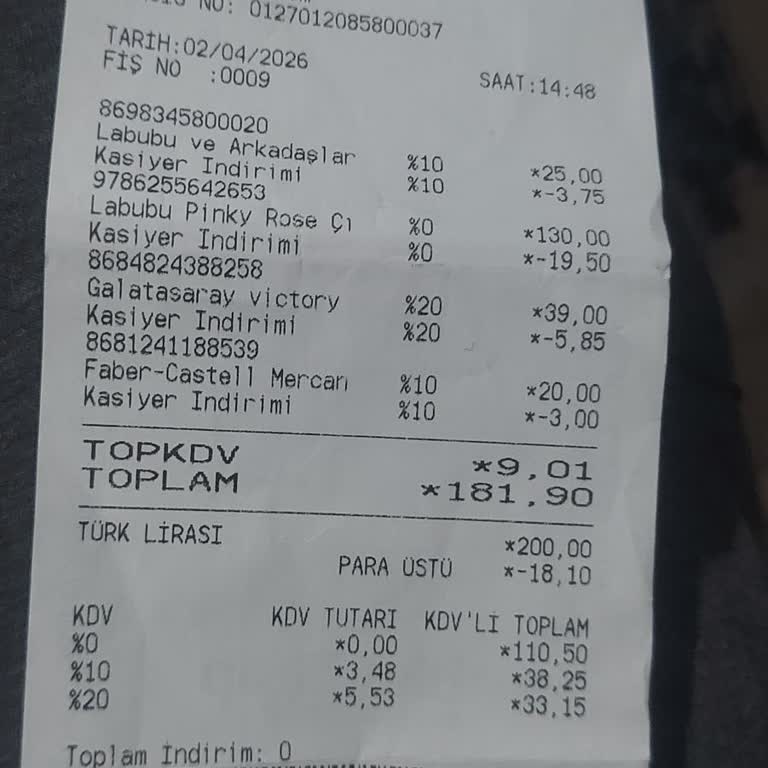 NO: 0127012085800037
TARİH:02/04/2026
FİŞ NO :0009 SAAT:14:48
8698345800020
Labubu ve Arkadaşlar %10 *25,00
Kasiyer Indirimi %10 *-3,75
9786255642653
Labubu Pinky Rose Çı %0 *130,00
Kasiyer Indirimi %0 *-19,50
8684824388258
Galatasaray victory %20 *39,00
Kasiyer Indirimi %20 *-5,85
8681241188539
Faber-Castell Mercan %10 *20,00
Kasiyer Indirimi %10 *-3,00
TOPKDV *9,01
TOPLAM *181,90
TÜRK LİRASI *200,00
PARA ÜSTÜ *-18,10
KDV KDV TUTARI KDV'Lİ TOPLAM
%0 *0,00 *110,50
%10 *3,48 *38,25
%20 *5,53 *33,15
Toplam İndirim: 0